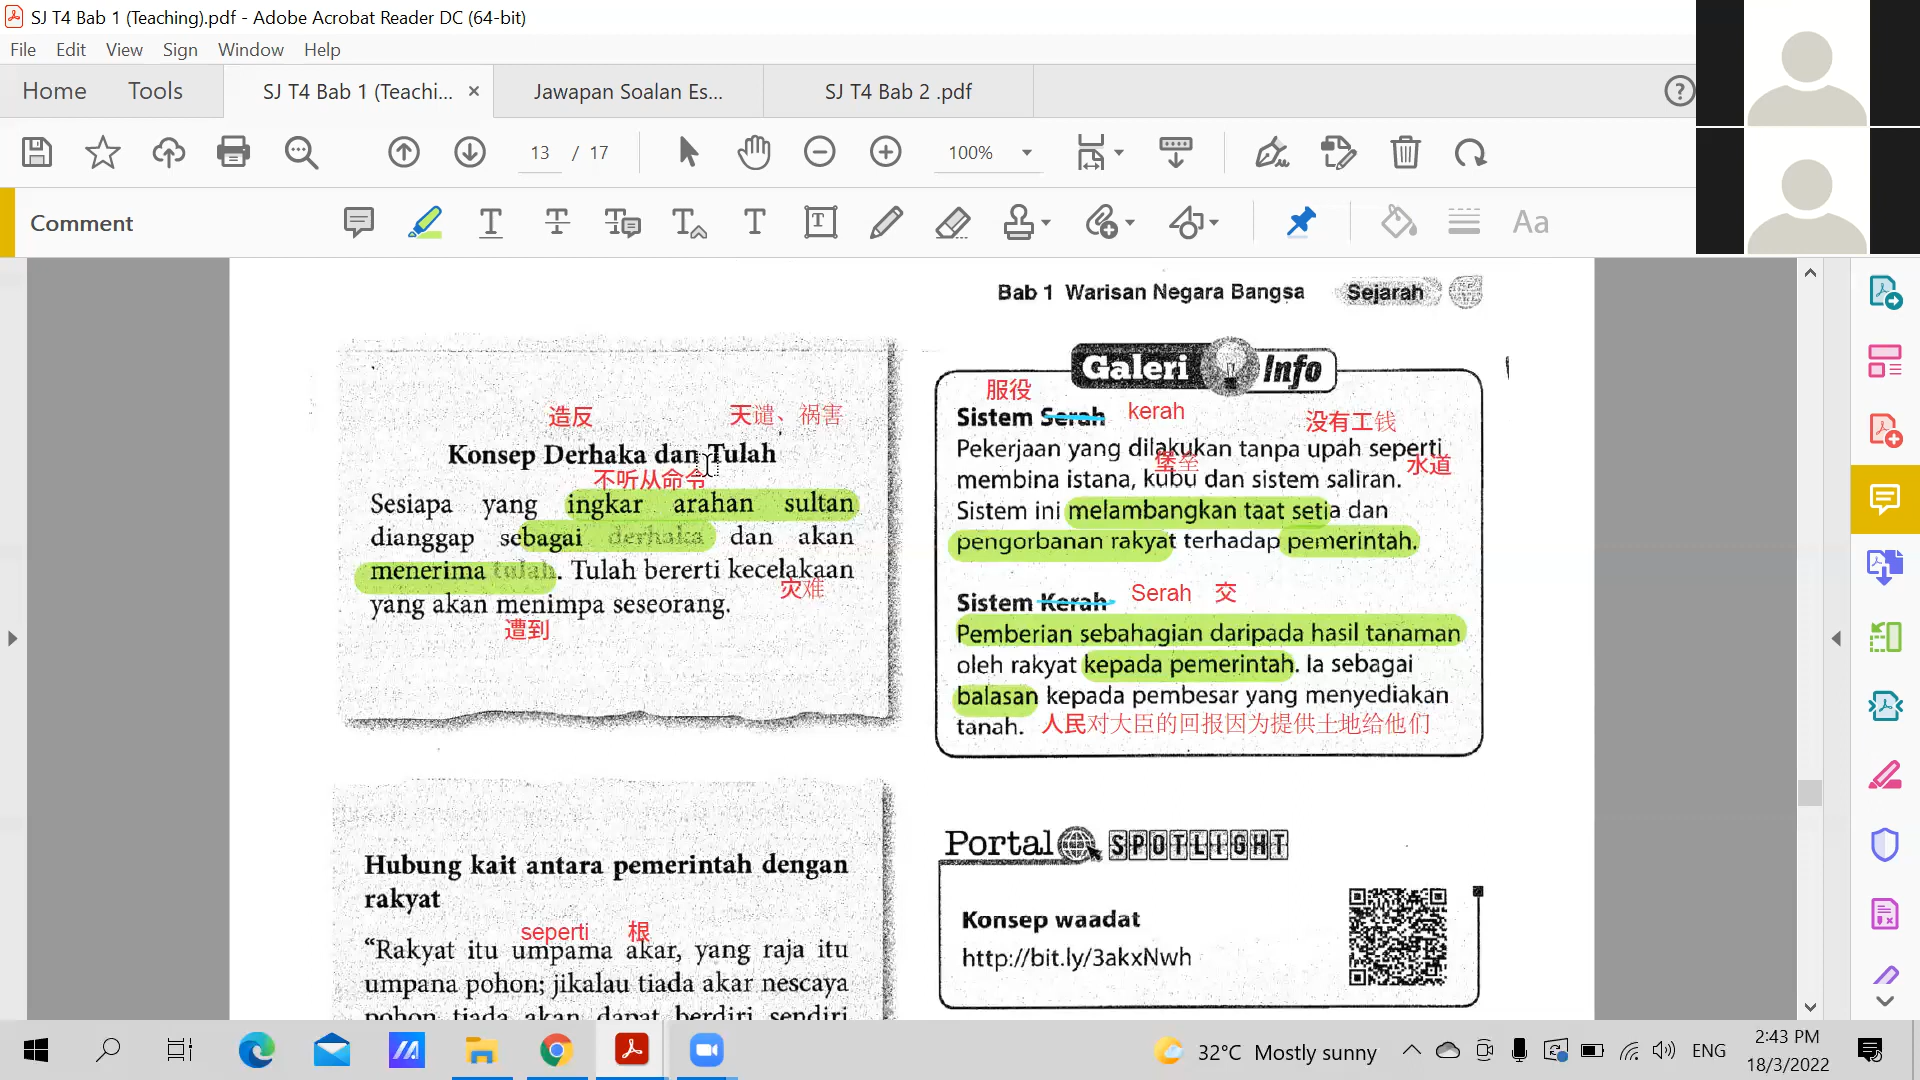 SJ T4 Bab 1 (Teaching).pdf - Adobe Acrobat Reader DC (64-bit)
File Edit View Sign Window Help
Home Tools SJ T4 Bab 1 (Teachi... × Jawapan Soalan Es... SJ T4 Bab 2 .pdf
13 / 17 100%
Comment
Bab 1 Warisan Negara Bangsa Sejarah
造反 天谴、祸害
Konsep Derhaka dan Tulah
不听从命令
Sesiapa yang ingkar arahan sultan
dianggap sebagai derhaka dan akan
menerima tulah. Tulah bererti kecelakaan
灾难
yang akan menimpa seseorang.
遭到
Galeri Info
服役
Sistem Serah kerah 没有工钱
Pekerjaan yang dilakukan tanpa upah seperti
堡垒 水道
membina istana, kubu dan sistem saliran.
Sistem ini melambangkan taat setia dan
pengorbanan rakyat terhadap pemerintah.
Sistem Kerah Serah 交
Pemberian sebahagian daripada hasil tanaman
oleh rakyat kepada pemerintah. Ia sebagai
balasan kepada pembesar yang menyediakan
tanah. 人民对大臣的回报因为提供土地给他们
Hubung kait antara pemerintah dengan
rakyat
seperti 根
“Rakyat itu umpama akar, yang raja itu
umpana pohon; jikalau tiada akar nescaya
pohon tiada akan dapat berdiri sendiri
Portal SPOTLIGHT
Konsep waadat
http://bit.ly/3akxNwh
32°C Mostly sunny ENG 2:43 PM
18/3/2022